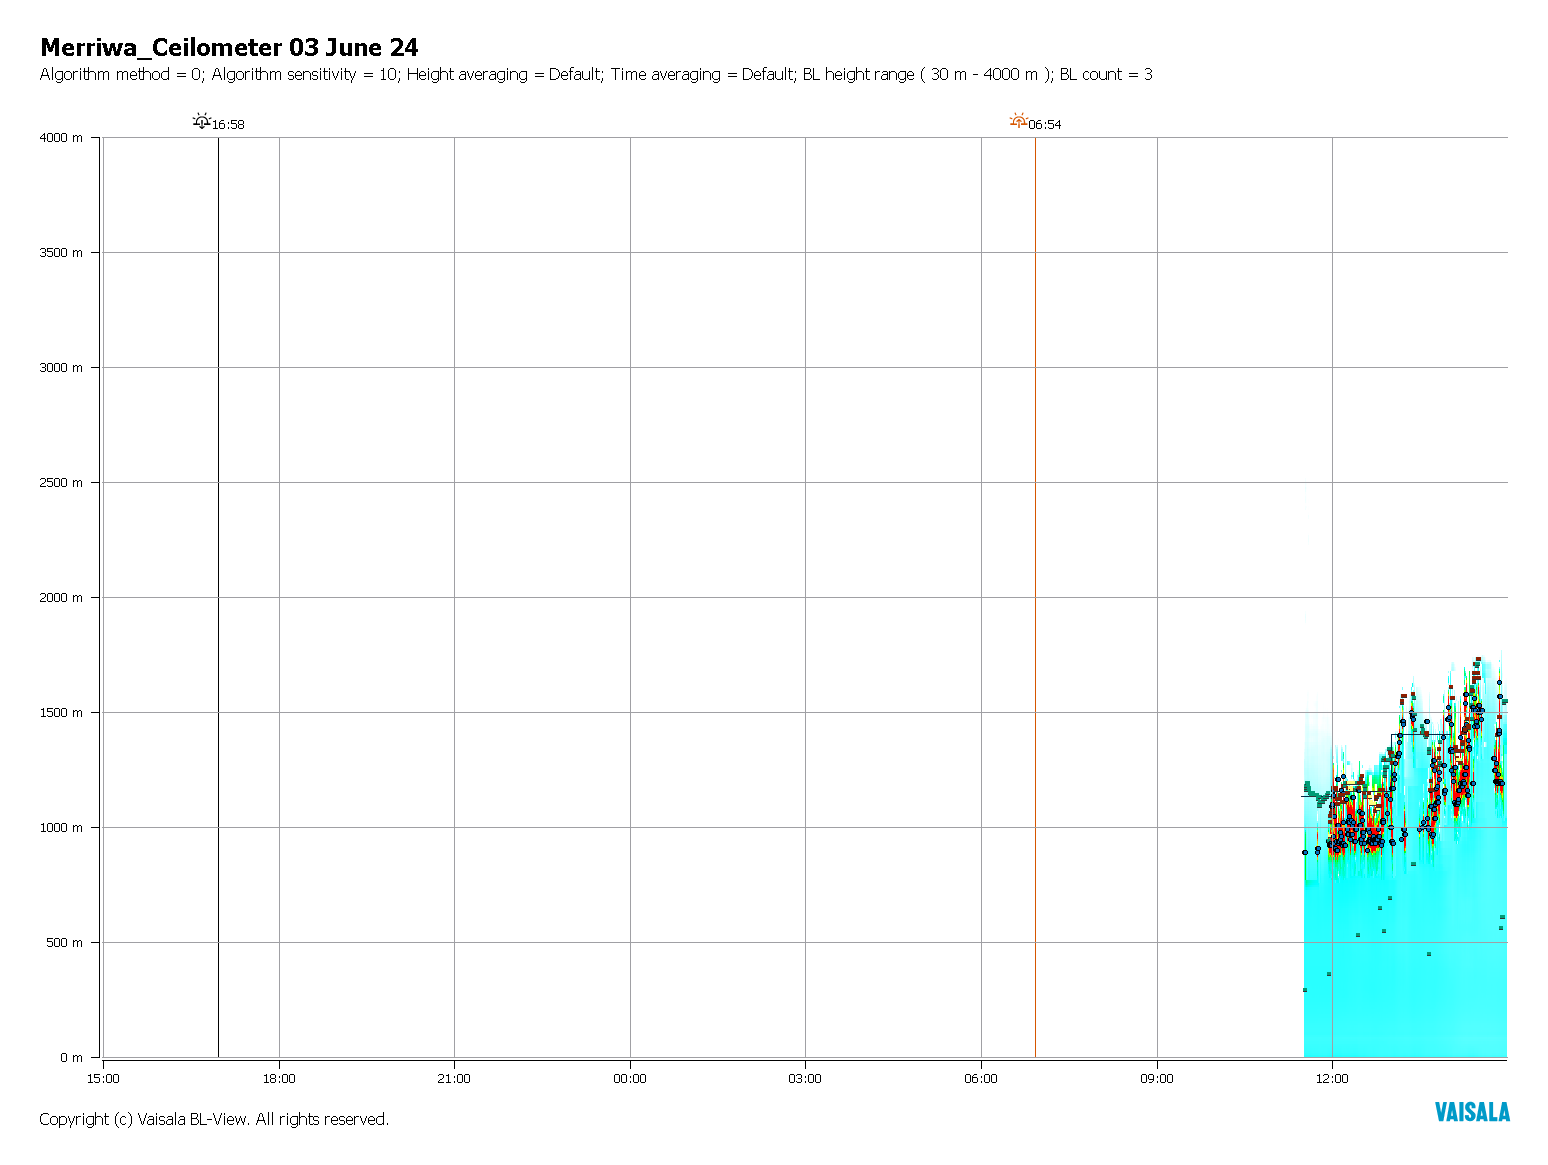 Merriwa_Ceilometer 03 June 24
Algorithm method = 0; Algorithm sensitivity = 10; Height averaging = Default; Time averaging = Default; BL height range ( 30 m - 4000 m ); BL count = 3
16:58
06:54
4000 m
3500 m
3000 m
2500 m
2000 m
1500 m
1000 m
500 m
0 m
15:00 18:00 21:00 00:00 03:00 06:00 09:00 12:00
Copyright (c) Vaisala BL-View. All rights reserved.
VAISALA